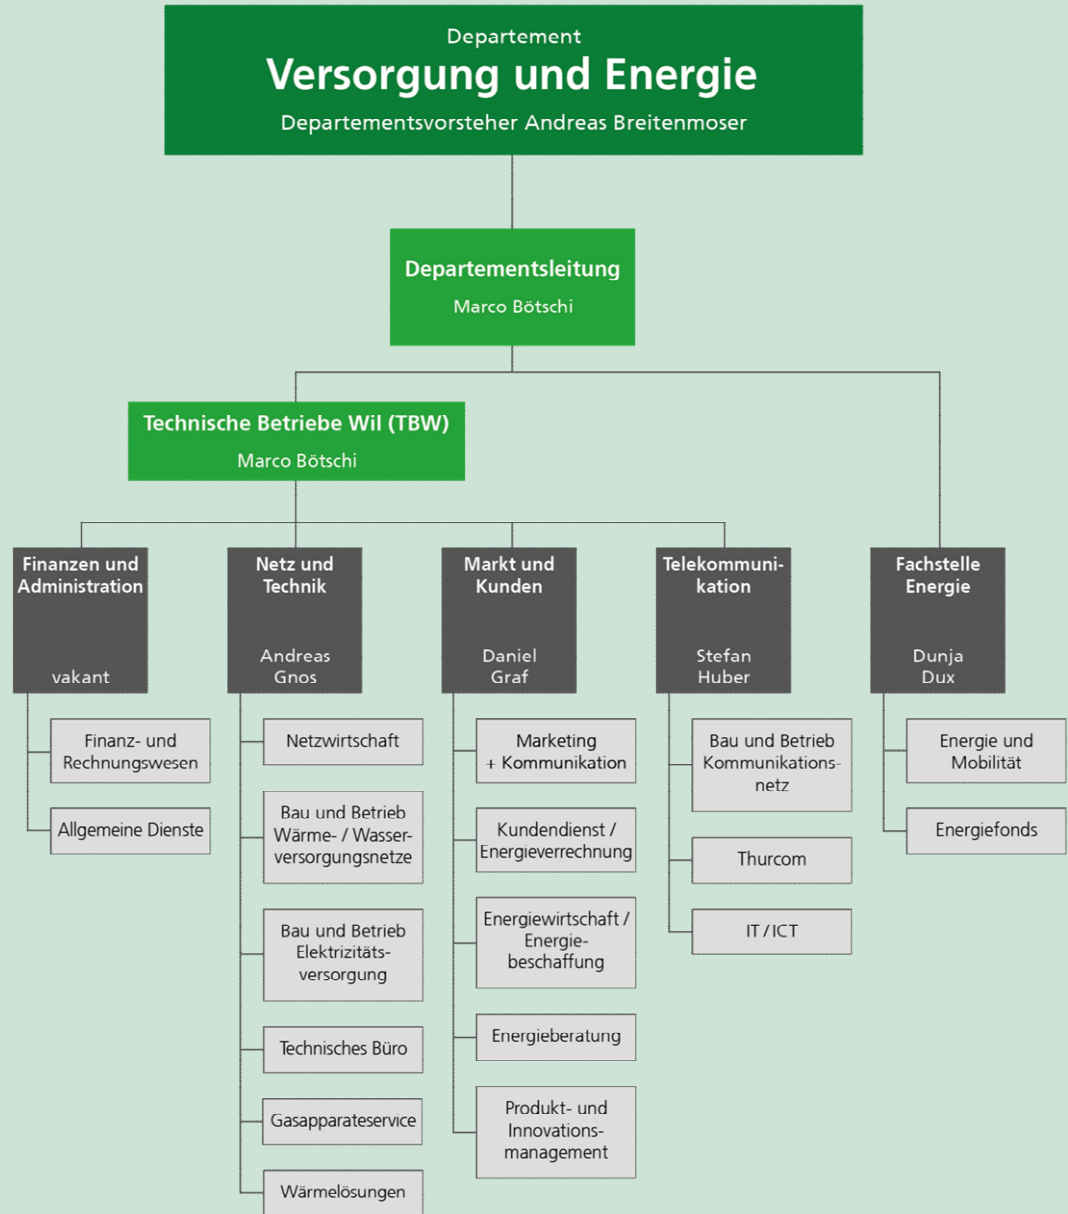 Departement
Versorgung und Energie
Departementsvorsteher Andreas Breitenmoser
Departementsleitung
Marco Bötschi
Technische Betriebe Wil (TBW)
Marco Bötschi
Finanzen und
Administration
vakant
Finanz- und
Rechnungswesen
Allgemeine Dienste
Netz und
Technik
Andreas
Gnos
Netzwirtschaft
Bau und Betrieb
Wärme- / Wasser-
versorgungsnetze
Bau und Betrieb
Elektrizitäts-
versorgung
Technisches Büro
Gasapparateservice
Wärmelösungen
Markt und
Kunden
Daniel
Graf
Marketing
+ Kommunikation
Kundendienst /
Energieverrechnung
Energiewirtschaft /
Energie-
beschaffung
Energieberatung
Produkt- und
Innovations-
management
Telekommuni-
kation
Stefan
Huber
Bau und Betrieb
Kommunikations-
netz
Thurcom
IT / ICT
Fachstelle
Energie
Dunja
Dux
Energie und
Mobilität
Energiefonds